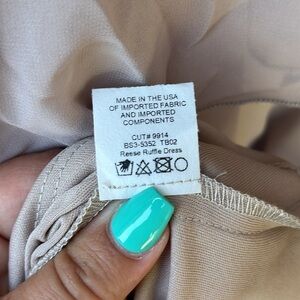 MADE IN THE USA
OF IMPORTED FABRIC
AND IMPORTED
COMPONENTS
CUT# 9914
BS3-5352 TB02
Reese Ruffle Dress